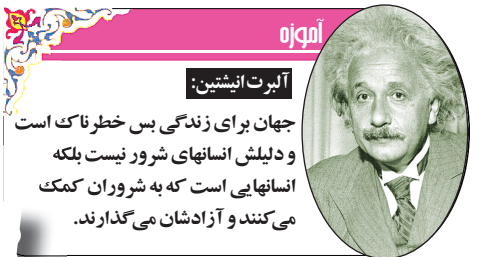 آموزه
آلبرت انیشتین:
جهان برای زندگی بس خطرناک است
و دلیلش انسانهای شرور نیست بلکه
انسانهایی است که به شروران کمک
می‌کنند و آزادشان می‌گذارند.